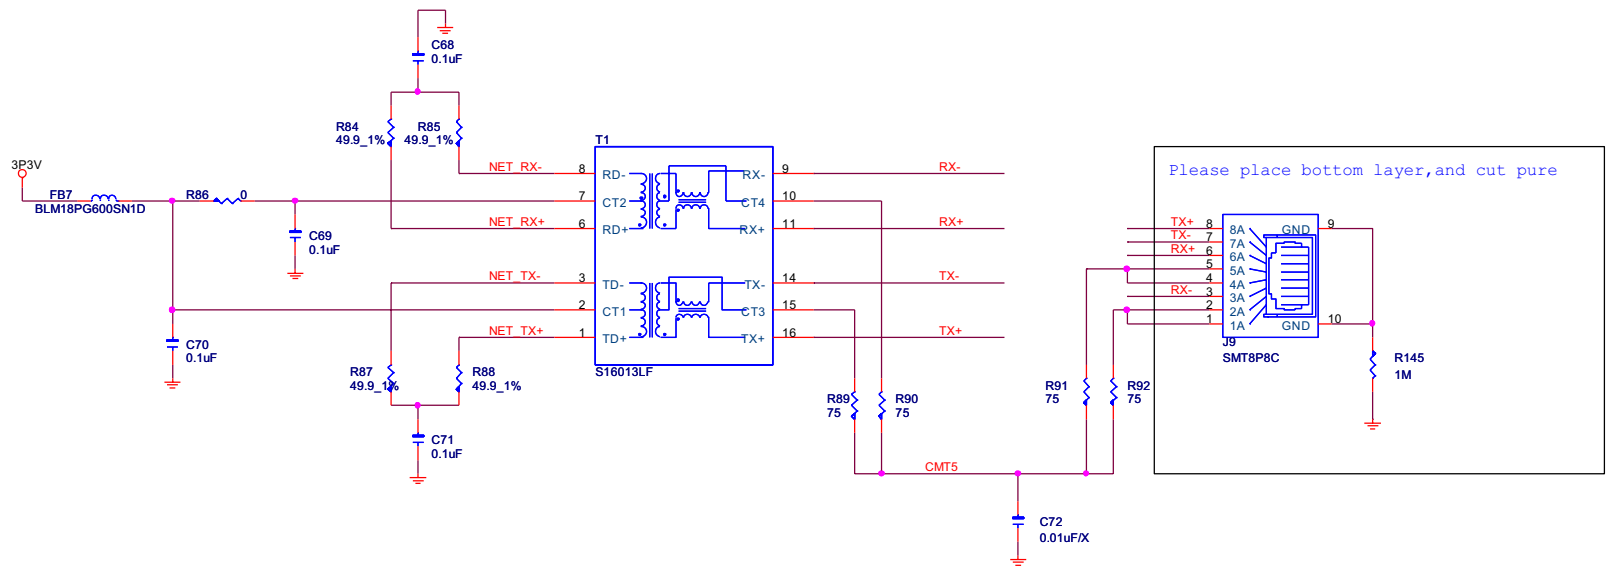 C68
0.1uF
R84
49.9_1%
R85
49.9_1%
T1
3P3V
FB7
BLM18PG600SN1D
R86
0
C69
0.1uF
C70
0.1uF
NET_RX-
8
RD-
RX-
9
RX-
7
CT2
CT4
10
NET_RX+
6
RD+
RX+
11
RX+
NET_TX-
3
TD-
TX-
14
TX-
2
CT1
CT3
15
NET_TX+
1
TD+
TX+
16
TX+
S16013LF
R87
49.9_1%
R88
49.9_1%
C71
0.1uF
R89
75
R90
75
R91
75
R92
75
CMT5
C72
0.01uF/X
Please place bottom layer,and cut pure
TX+
8
8A
GND
9
TX-
7
7A
RX+
6
6A
5
5A
4
4A
RX-
3
3A
2
2A
1
1A
GND
10
J9
SMT8P8C
R145
1M